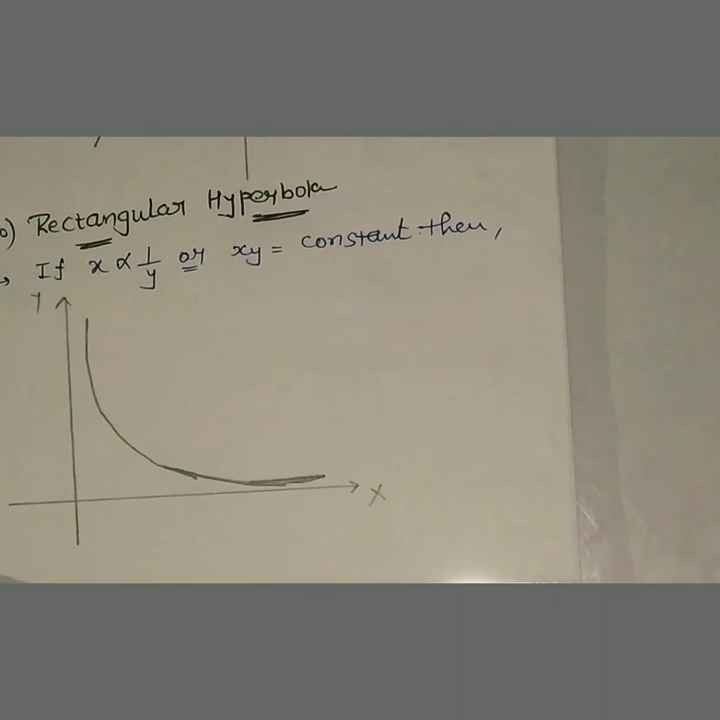 ) Rectangular Hyperbola
If x ∝ 1/y or xy = constant then,
Y
X